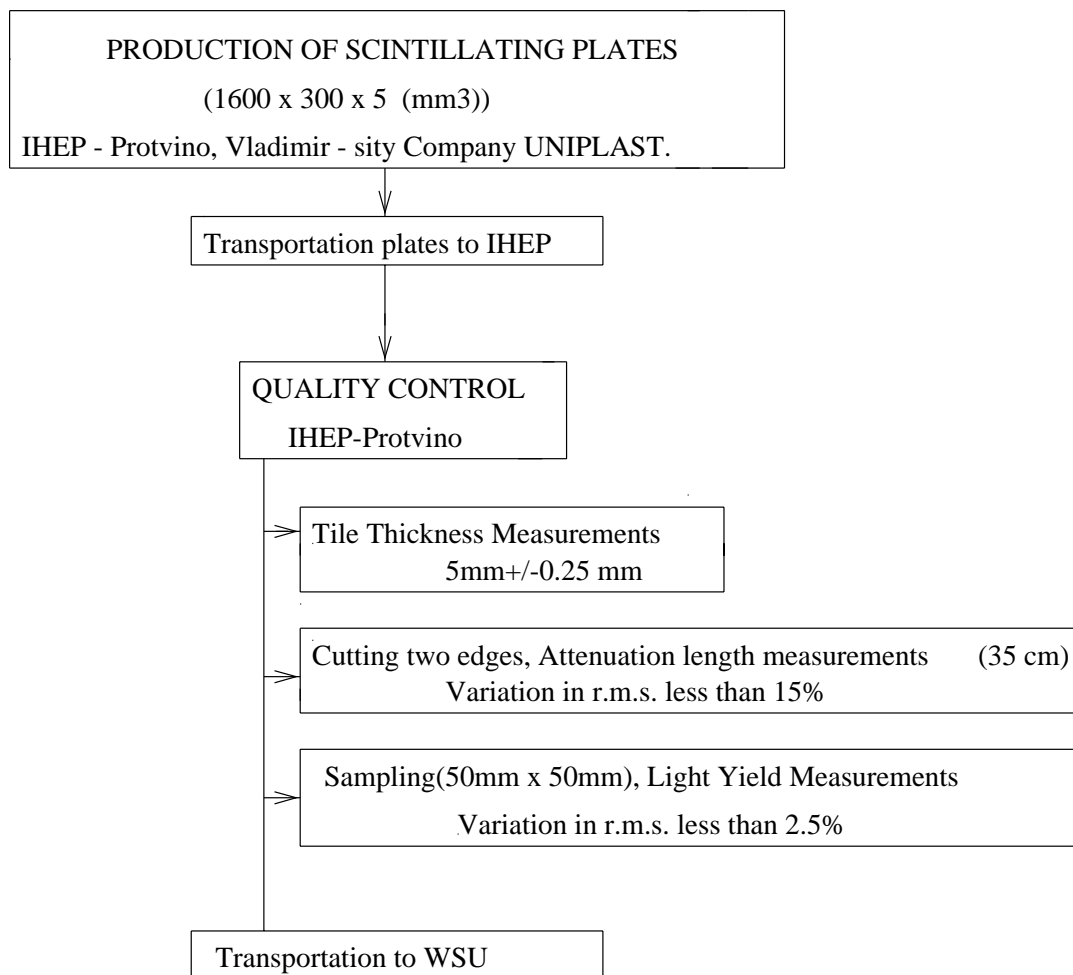 PRODUCTION OF SCINTILLATING PLATES
(1600 x 300 x 5 (mm3))
IHEP - Protvino, Vladimir - sity Company UNIPLAST.
Transportation plates to IHEP
QUALITY CONTROL
IHEP-Protvino
Tile Thickness Measurements
5mm+/-0.25 mm
Cutting two edges, Attenuation length measurements (35 cm)
Variation in r.m.s. less than 15%
Sampling(50mm x 50mm), Light Yield Measurements
Variation in r.m.s. less than 2.5%
Transportation to WSU